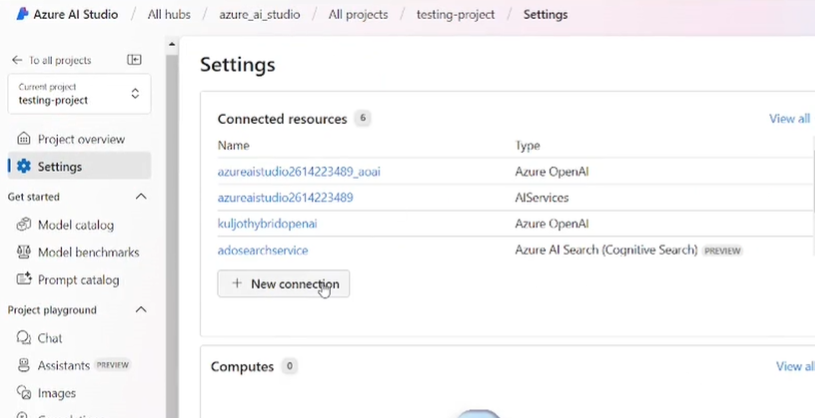 Azure AI Studio / All hubs / azure_ai_studio / All projects / testing-project / Settings
To all projects
Current project
testing-project
Project overview
Settings
Get started
Model catalog
Model benchmarks
Prompt catalog
Project playground
Chat
Assistants PREVIEW
Images
Settings
Connected resources 6
View all
Name Type
azureaistudio2614223489_aoai Azure OpenAI
azureaistudio2614223489 AIServices
kuljothybridopenai Azure OpenAI
adosearchservice Azure AI Search (Cognitive Search) PREVIEW
+ New connection
Computes 0
View all